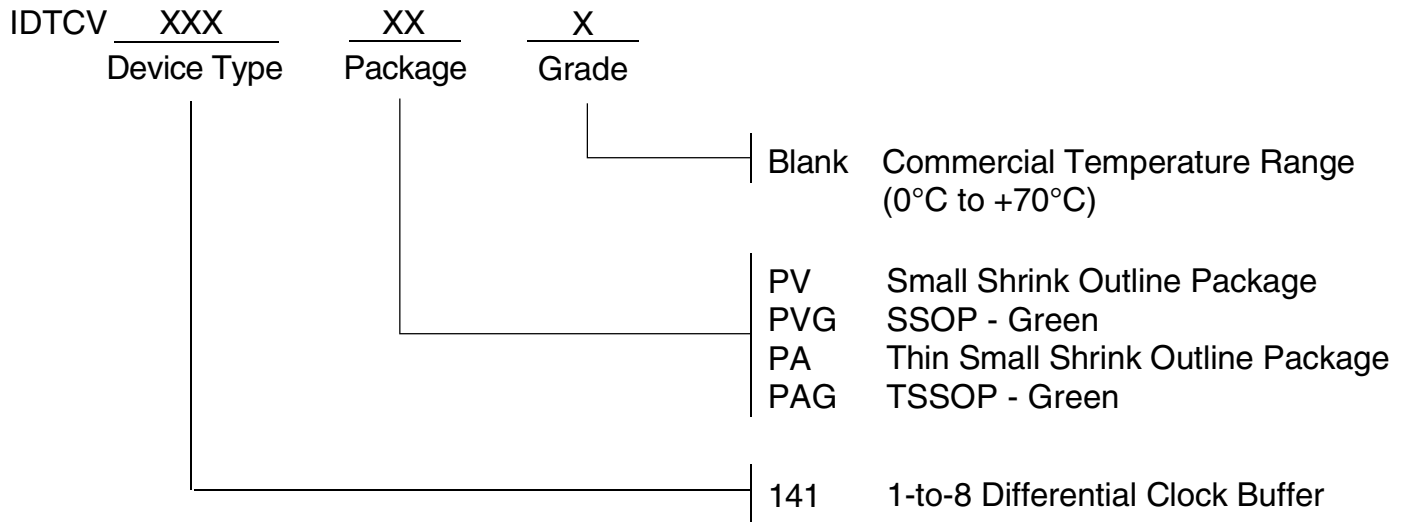 IDTCV XXX XX X
Device Type Package Grade
Blank Commercial Temperature Range
(0°C to +70°C)
PV Small Shrink Outline Package
PVG SSOP - Green
PA Thin Small Shrink Outline Package
PAG TSSOP - Green
141 1-to-8 Differential Clock Buffer